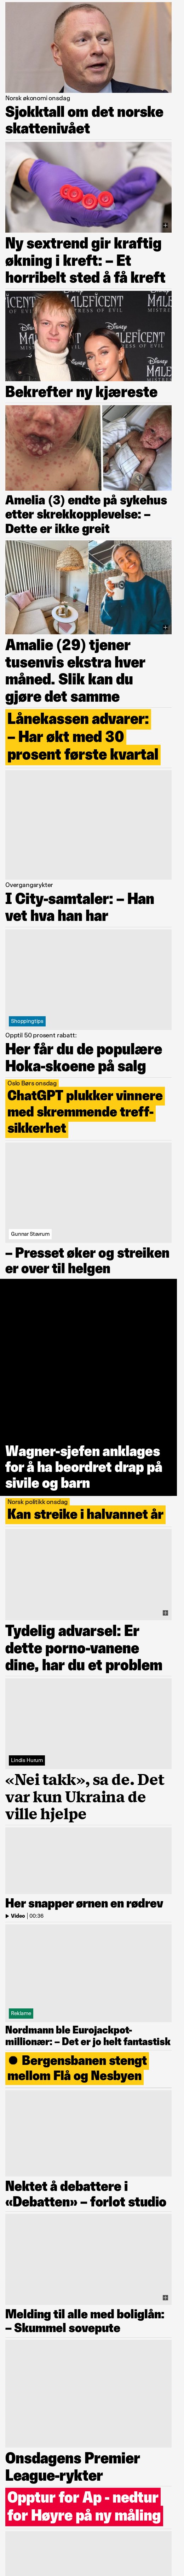 Norsk økonomi onsdag
Sjokktall om det norske
skattenivået
Ny sextrend gir kraftig
økning i kreft: – Et
horribelt sted å få kreft
Disney
MALEFICENT
MISTRESS OF EVIL
Bekrefter ny kjæreste
Amelia (3) endte på sykehus
etter skrekkopplevelse: –
Dette er ikke greit
Amalie (29) tjener
tusenvis ekstra hver
måned. Slik kan du
gjøre det samme
Lånekassen advarer:
– Har økt med 30
prosent første kvartal
Overgangsrykter
I City-samtaler: – Han
vet hva han har
Shoppingtips
Opptil 50 prosent rabatt:
Her får du de populære
Hoka-skoene på salg
Oslo Børs onsdag
ChatGPT plukker vinnere
med skremmende treff-
sikkerhet
Gunnar Stavrum
– Presset øker og streiken
er over til helgen
Wagner-sjefen anklages
for å ha beordret drap på
sivile og barn
Norsk politikk onsdag
Kan streike i halvannet år
Tydelig advarsel: Er
dette porno-vanene
dine, har du et problem
Lindis Hurum
«Nei takk», sa de. Det
var kun Ukraina de
ville hjelpe
Her snapper ørnen en rødrev
Video 00:36
Reklame
Nordmann ble Eurojackpot-
millionær: – Det er jo helt fantastisk
Bergensbanen stengt
mellom Flå og Nesbyen
Nektet å debattere i
«Debatten» – forlot studio
Melding til alle med boliglån:
– Skummel sovepute
Onsdagens Premier
League-rykter
Opptur for Ap - nedtur
for Høyre på ny måling